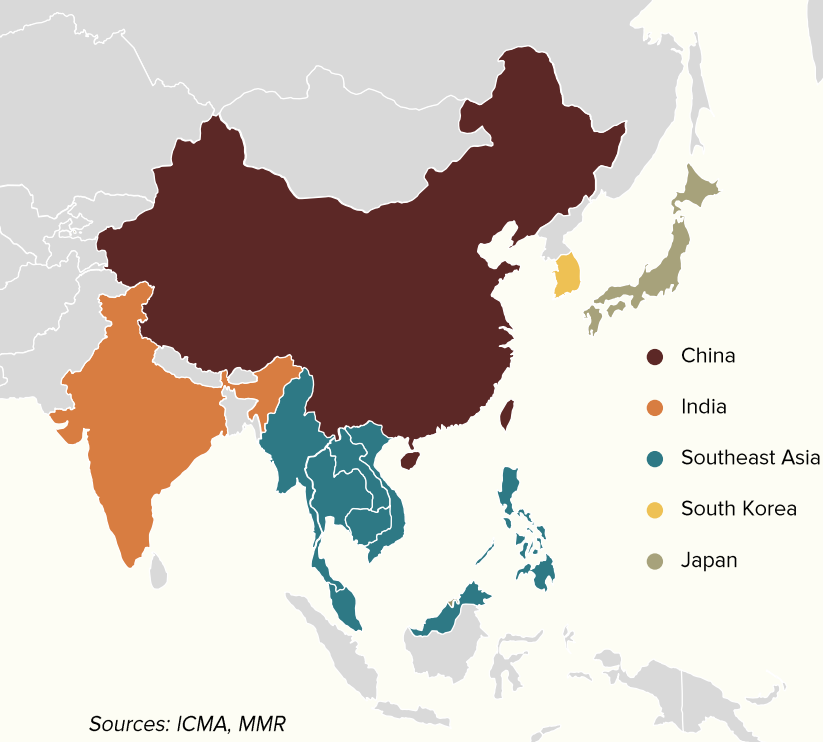 China
India
Southeast Asia
South Korea
Japan
Sources: ICMA, MMR